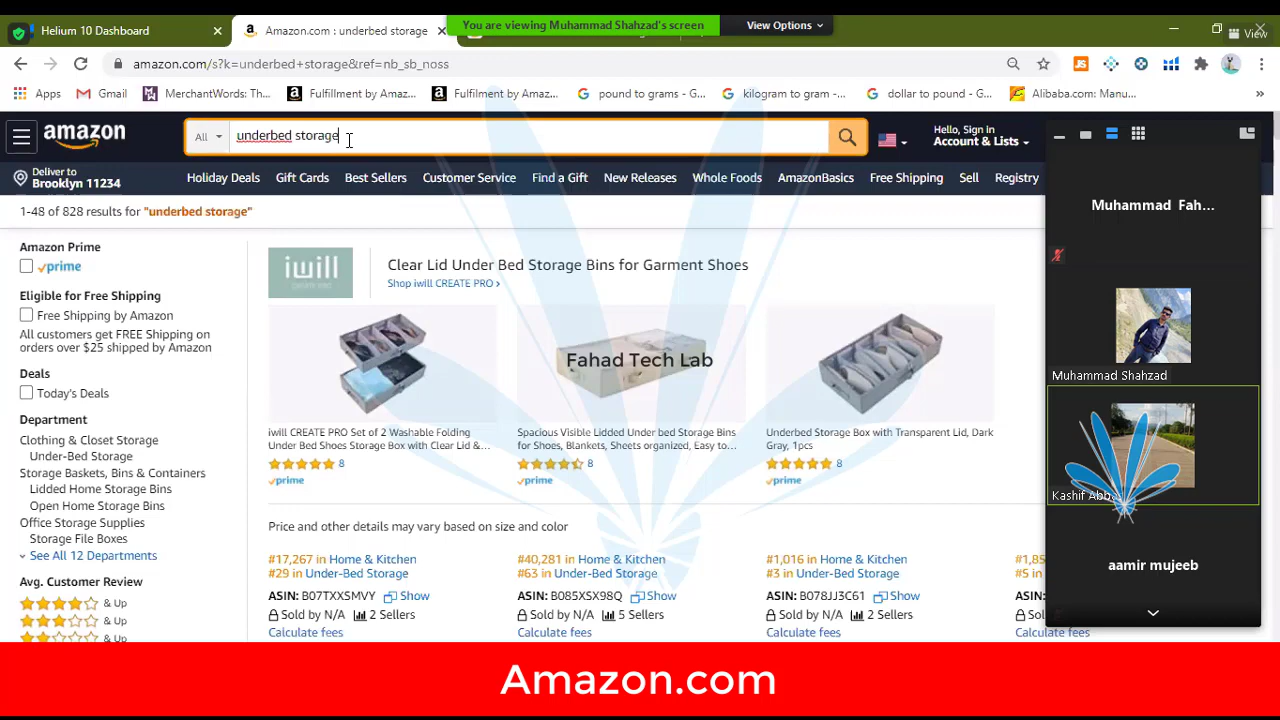 Helium 10 Dashboard
Amazon.com : underbed storage
You are viewing Muhammad Shahzad's screen
View Options
View
amazon.com/s?k=underbed+storage&ref=nb_sb_noss
Apps
Gmail
MerchantWords: Th...
Fulfillment by Amaz...
Fulfillment by Amaz...
pound to grams - G...
kilogram to gram - ...
dollar to pound - G...
Alibaba.com: Manu...
»
amazon
All
underbed storage
Hello, Sign in
Account & Lists
Deliver to
Brooklyn 11234
Holiday Deals
Gift Cards
Best Sellers
Customer Service
Find a Gift
New Releases
Whole Foods
AmazonBasics
Free Shipping
Sell
Registry
1-48 of 828 results for "underbed storage"
Amazon Prime
prime
Eligible for Free Shipping
Free Shipping by Amazon
All customers get FREE Shipping on
orders over $25 shipped by Amazon
Deals
Today's Deals
Department
Clothing & Closet Storage
Under-Bed Storage
Storage Baskets, Bins & Containers
Lidded Home Storage Bins
Open Home Storage Bins
Office Storage Supplies
Storage File Boxes
See All 12 Departments
Avg. Customer Review
& Up
& Up
& Up
iwill
Clear Lid Under Bed Storage Bins for Garment Shoes
Shop iwill CREATE PRO ›
Fahad Tech Lab
iwill CREATE PRO Set of 2 Washable Folding
Under Bed Shoes Storage Box with Clear Lid &...
8
prime
Spacious Visible Lidded Under bed Storage Bins
for Shoes, Blankets, Sheets organized, Easy to...
8
prime
Underbed Storage Box with Transparent Lid, Dark
Gray, 1pcs
8
prime
Price and other details may vary based on size and color
#17,267 in Home & Kitchen
#29 in Under-Bed Storage
ASIN: B07TXXSMVY Show
Sold by N/A 2 Sellers
Calculate fees
#40,281 in Home & Kitchen
#63 in Under-Bed Storage
ASIN: B085XSX98Q Show
Sold by N/A 5 Sellers
Calculate fees
#1,016 in Home & Kitchen
#3 in Under-Bed Storage
ASIN: B078JJ3C61 Show
Sold by N/A 2 Sellers
Calculate fees
#1,85
#5 in
ASIN:
Sold
Calculate fees
Muhammad Fah...
Muhammad Shahzad
Kashif Abba
aamir mujeeb
Amazon.com